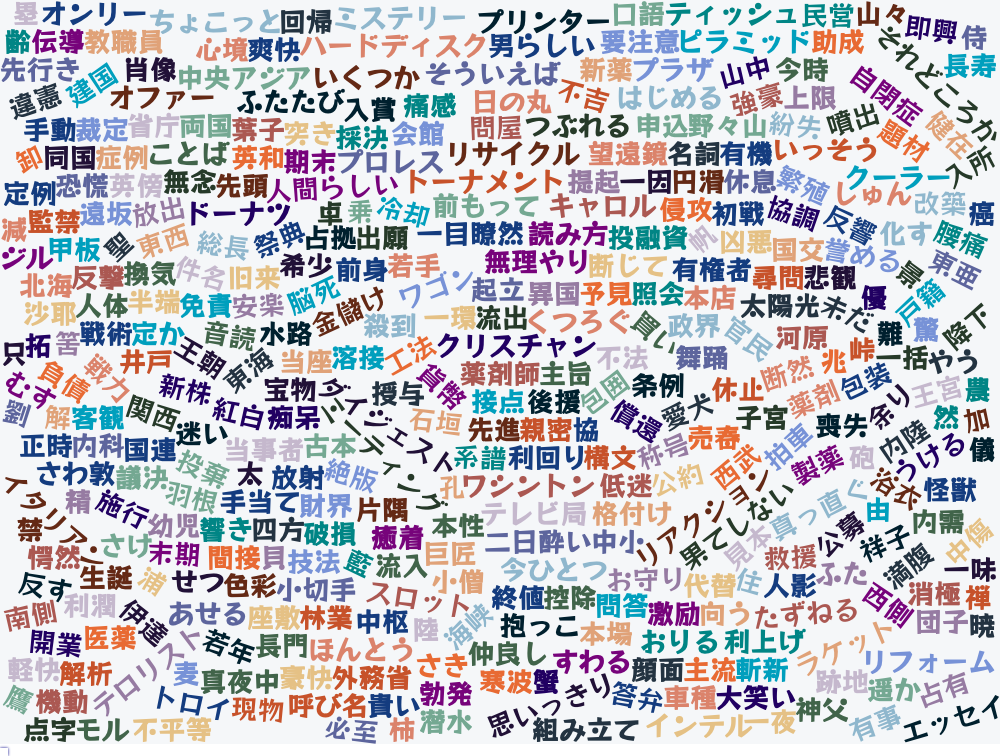 塁 オンリー ちょこっと 回帰 ミステリー プリンター 口語 ティッシュ 民営 山々 即興 侍
齢 伝導 教職員 心境 爽快 ハードディスク 男らしい 要注意 ピラミッド 助成 それどころか 長寿
先行き 建国 肖像 中央アジア いくつか そういえば 新薬 プラザ 山中 今時 自閉症
違憲 オファー ふたたび 入賞 痛感 日の丸 不吉 はじめる 強豪 上限 噴出 健在
手動 裁定 省庁 両国 葉子 突き 採決 会館 問屋 つぶれる 申込 野々山 紛失 題材 入所
卸 同国 症例 ことば 英和 期末 プロレス リサイクル 望遠鏡 名詞 有機 いっそう
定例 恐慌 英傍 無念 先頭 人間らしい トーナメント 提起 一因 円滑 休息 繁殖 クーラー しゅん 改築 癌
減 監禁 遠坂 放出 ドーナツ 卓 乗 冷却 前もって キャロル 侵攻 初戦 協調 反響 化す 腰痛
ジル 甲板 聖 東西 総長 祭典 占拠 出願 一目瞭然 読み方 投融資 帆 凶悪 国文 誉める 東亜
北海 反撃 換気 件名 旧来 希少 前身 若手 無理やり 断じて 有権者 尋問 悲観 景 古籍
沙耶 人体 半端 免責 安楽 脳死 金儲け ワゴン 起立 異国 予見 照会 本店 太陽光 未だ 優 驚 降下
只 拓 筈 戦術 定か 音読 水路 殺到 一環 流出 くつろぐ 賢い 政界 官民 河原 難
むす 負債 戦力 井戸 王朝 東海 当座 溶接 工法 クリスチャン 不法 舞踊 断然 兆 峠 一括 やう
劉 解 客観 関西 新株 紅白 宝物 痴呆 ダイジェスト 授与 貨幣 薬剤師 主旨 包囲 条例 休止 薬剤 包装 余り 王宮 農
迷い ミーティング 石垣 接点 後援 償還 愛犬 子宮 喪失 然 加
正時 内科 国連 投棄 当事者 古本 先進 親密 協 称号 売春 西武 拍車 製薬 砲 内陸 うける 儀
さわ 敦 議決 羽根 太 放射 絶版 系譜 利回り 構文 浴衣
イタリアン 精 施行 手当て 財界 片隅 孔 ワシントン 低迷 公約 リアクション 果てしない 真っ直ぐ 由 怪獣
禁 幼児 響き 四方 破損 癒着 本性 テレビ局 格付け 見本 公募 祥子 内需 中傷
愕然 さけ 末期 間接 貝 技法 藍 流入 巨匠 二日酔い 中小 救援 満腹 一味
反す 生誕 浦 せつ 色彩 小切手 スロット 小僧 今ひとつ お守り 代替 住 人影 ふた 西側 消極 禅
南側 利潤 伊達 あせる 座敷 林業 中枢 陸 海峡 終値 控除 問答 激励 向う たずねる 団子 暁
開業 医薬 テロリスト 若年 長門 ほんとう 抱っこ 本場 おりる 利上げ ラケット リフォーム
軽快 解析 麦 真夜中 豪快 外務省 さき 仲良し すわる 顔面 主流 斬新 跡地 遥か 占有
鷹 機動 トロイ 現物 呼び名 貴い 勃発 寒波 蟹 思いっきり 答弁 車種 大笑い 神父
点字 モル 不平等 必至 柿 潜水 組み立て インテル 一夜 有事 エッセイ